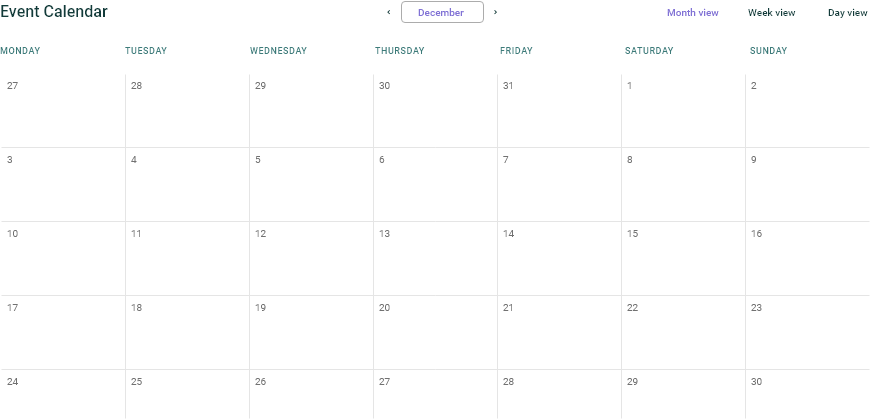 Event Calendar ‹ December › Month view Week view Day view
MONDAY TUESDAY WEDNESDAY THURSDAY FRIDAY SATURDAY SUNDAY
27 28 29 30 31 1 2
3 4 5 6 7 8 9
10 11 12 13 14 15 16
17 18 19 20 21 22 23
24 25 26 27 28 29 30